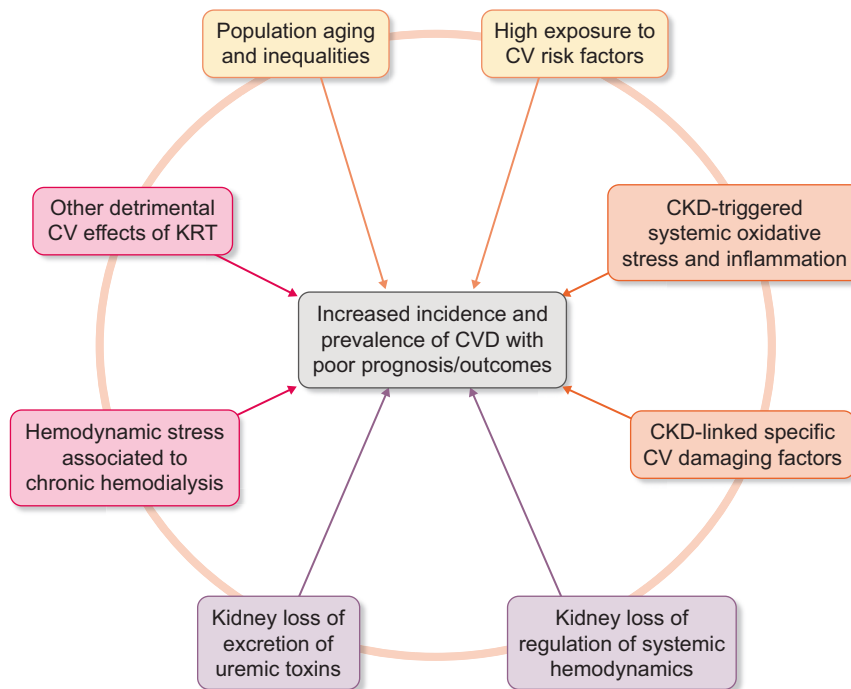 Population aging
and inequalities
High exposure to
CV risk factors
Other detrimental
CV effects of KRT
CKD-triggered
systemic oxidative
stress and inflammation
Increased incidence and
prevalence of CVD with
poor prognosis/outcomes
Hemodynamic stress
associated to
chronic hemodialysis
CKD-linked specific
CV damaging factors
Kidney loss of
excretion of
uremic toxins
Kidney loss of
regulation of systemic
hemodynamics